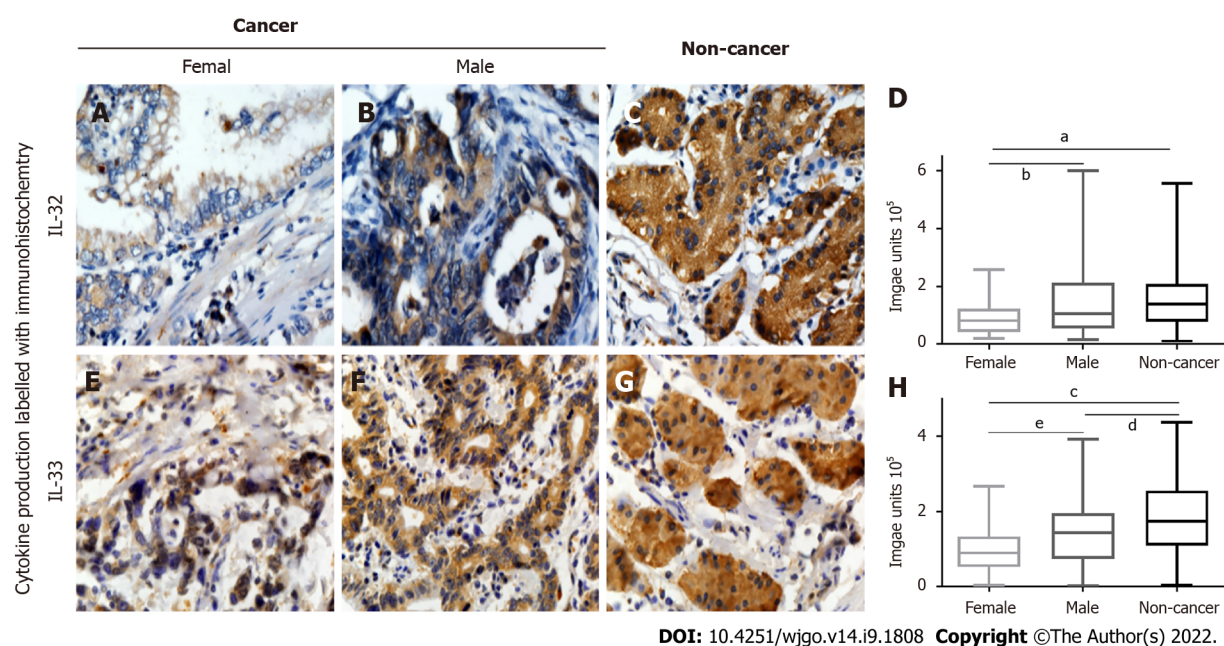 Cancer
Non-cancer
Femal
Male
Cytokine production labelled with immunohistochemtry
IL-32
A
B
C
D
a
b
Imgae units 10⁵
6
4
2
0
Female
Male
Non-cancer
IL-33
E
F
G
H
c
e
d
Imgae units 10⁵
4
2
0
Female
Male
Non-cancer
DOI: 10.4251/wjgo.v14.i9.1808 Copyright ©The Author(s) 2022.